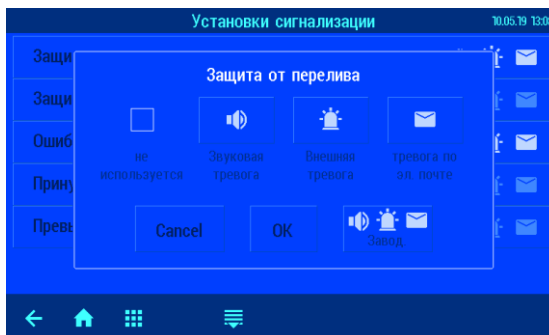 Установки сигнализации
10.05.19 13:0
Защита от перелива
не используется
Звуковая тревога
Внешняя тревога
тревога по эл. почте
Cancel
OK
Завод.
Защи
Защи
Ошиб
Прину
Превы